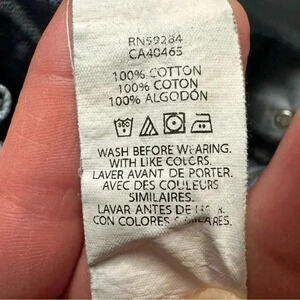 RN59284
CA40465
100% COTTON
100% COTON
100% ALGODÓN
WASH BEFORE WEARING.
WITH LIKE COLORS.
LAVER AVANT DE PORTER.
AVEC DES COULEURS
SIMILAIRES.
LAVAR ANTES DE
CON COLORES